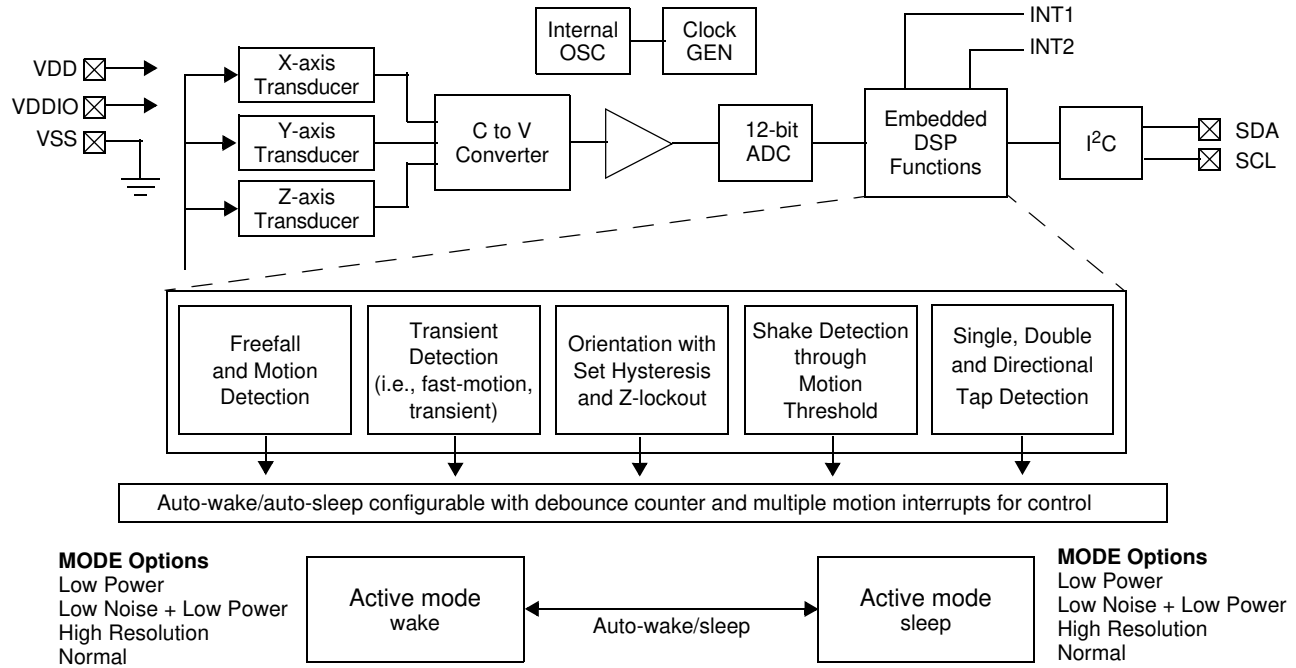 Internal
OSC
Clock
GEN
INT1
INT2
VDD
VDDIO
VSS
X-axis
Transducer
Y-axis
Transducer
Z-axis
Transducer
C to V
Converter
12-bit
ADC
Embedded
DSP
Functions
I²C
SDA
SCL
Freefall
and Motion
Detection
Transient
Detection
(i.e., fast-motion,
transient)
Orientation with
Set Hysteresis
and Z-lockout
Shake Detection
through
Motion
Threshold
Single, Double
and Directional
Tap Detection
Auto-wake/auto-sleep configurable with debounce counter and multiple motion interrupts for control
MODE Options
Low Power
Low Noise + Low Power
High Resolution
Normal
Active mode
wake
Auto-wake/sleep
Active mode
sleep
MODE Options
Low Power
Low Noise + Low Power
High Resolution
Normal